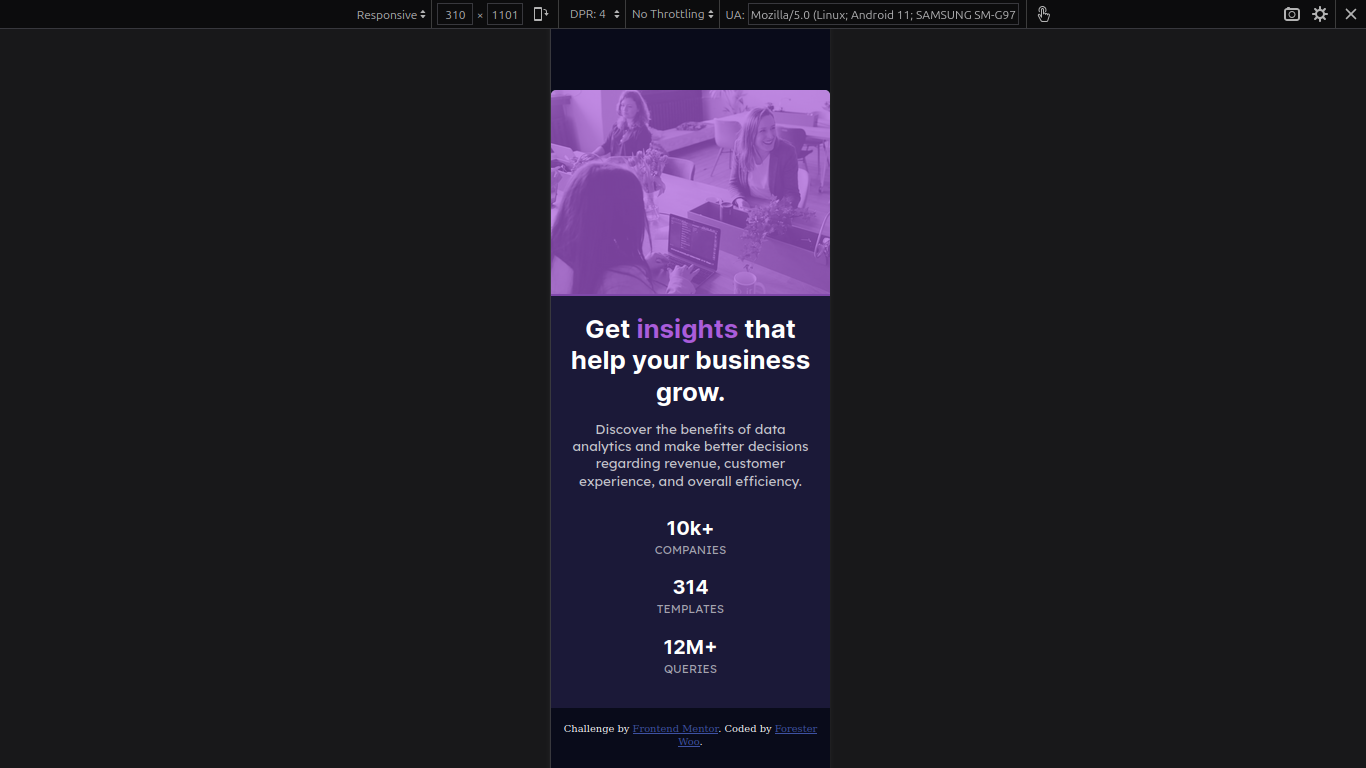 Responsive 310 × 1101 DPR: 4 No Throttling UA: Mozilla/5.0 (Linux; Android 11; SAMSUNG SM-G97
Get insights that
help your business
grow.
Discover the benefits of data
analytics and make better decisions
regarding revenue, customer
experience, and overall efficiency.
10k+
COMPANIES
314
TEMPLATES
12M+
QUERIES
Challenge by Frontend Mentor. Coded by Forester
Woo.